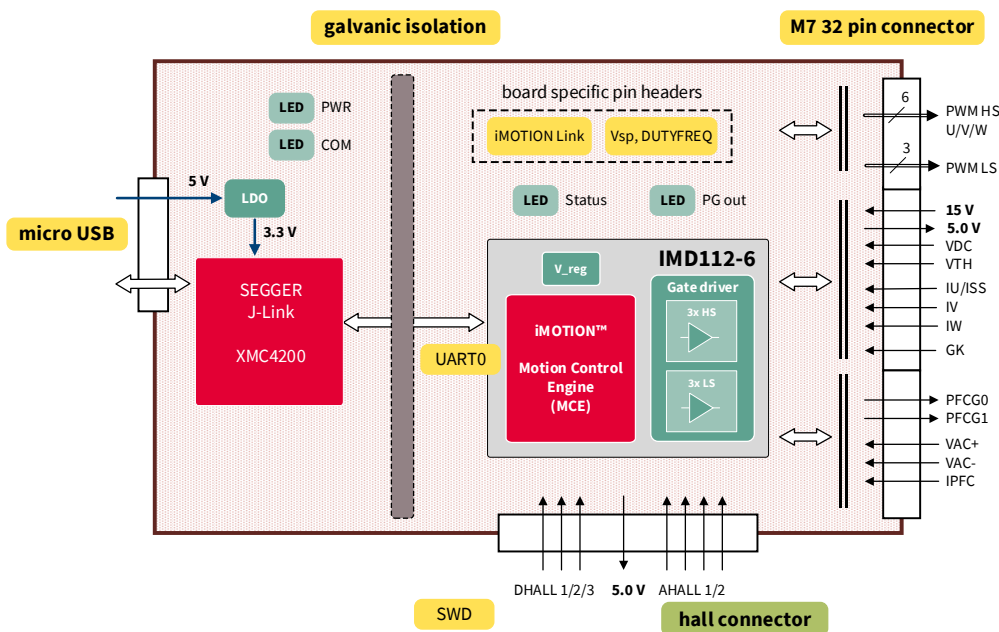 galvanic isolation
M7 32 pin connector
LED PWR
LED COM
board specific pin headers
iMOTION Link
Vsp, DUTYFREQ
6
PWM HS
U/V/W
3
PWM LS
5 V
LDO
3.3 V
micro USB
LED Status
LED PG out
15 V
5.0 V
VDC
VTH
IU/ISS
IV
IW
GK
SEGGER
J-Link
XMC4200
UART0
IMD112-6
V_reg
Gate driver
3x HS
3x LS
iMOTION™
Motion Control
Engine
(MCE)
PFCG0
PFCG1
VAC+
VAC-
IPFC
DHALL 1/2/3
5.0 V
AHALL 1/2
SWD
hall connector